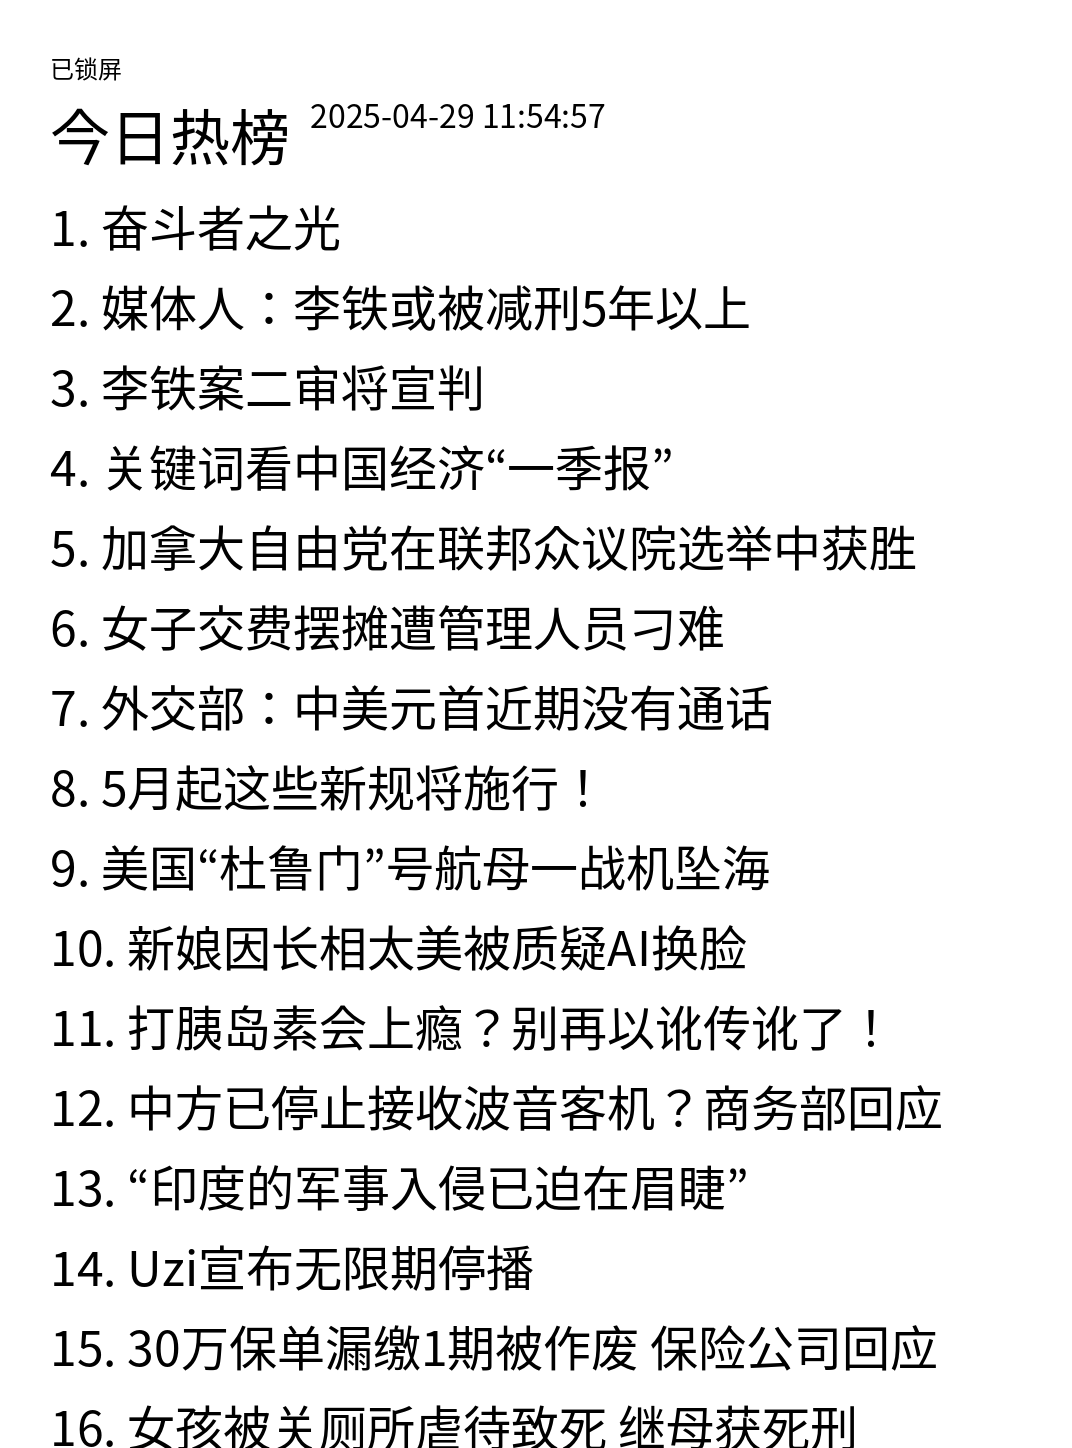 已锁屏
今日热榜 2025-04-29 11:54:57
1. 奋斗者之光
2. 媒体人：李铁或被减刑5年以上
3. 李铁案二审将宣判
4. 关键词看中国经济“一季报”
5. 加拿大自由党在联邦众议院选举中获胜
6. 女子交费摆摊遭管理人员刁难
7. 外交部：中美元首近期没有通话
8. 5月起这些新规将施行！
9. 美国“杜鲁门”号航母一战机坠海
10. 新娘因长相太美被质疑AI换脸
11. 打胰岛素会上瘾？别再以讹传讹了！
12. 中方已停止接收波音客机？商务部回应
13. “印度的军事入侵已迫在眉睫”
14. Uzi宣布无限期停播
15. 30万保单漏缴1期被作废 保险公司回应
16. 女孩被关厕所虐待致死 继母获死刑